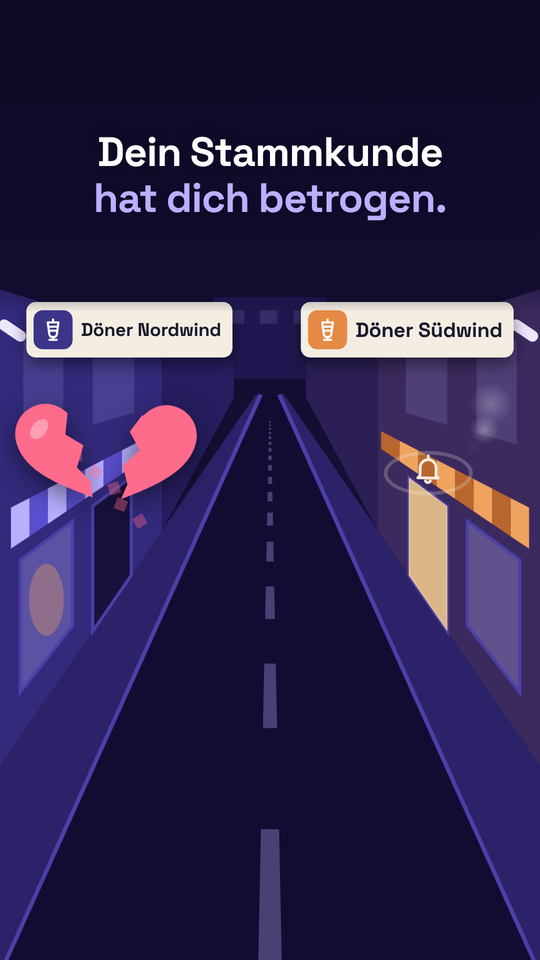 Dein Stammkunde
hat dich betrogen.
Döner Nordwind
Döner Südwind